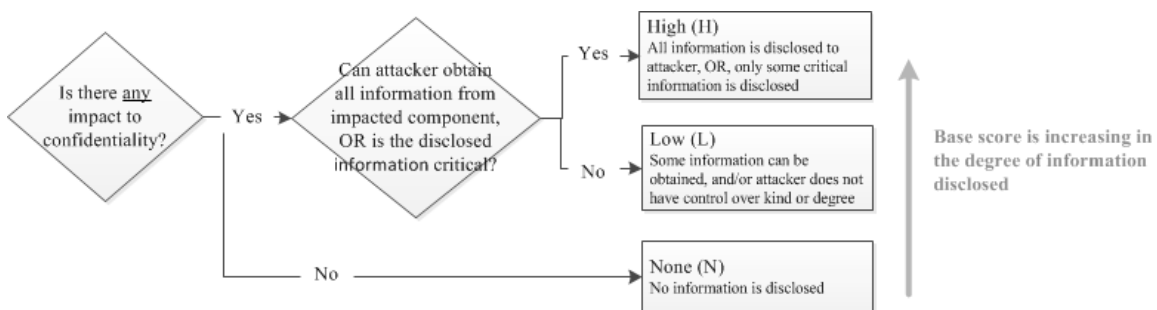 Is there any
impact to
confidentiality?
Yes
Can attacker obtain
all information from
impacted component,
OR is the disclosed
information critical?
Yes
High (H)
All information is disclosed to
attacker, OR, only some critical
information is disclosed
No
Low (L)
Some information can be
obtained, and/or attacker does not
have control over kind or degree
No
None (N)
No information is disclosed
Base score is increasing in
the degree of information
disclosed